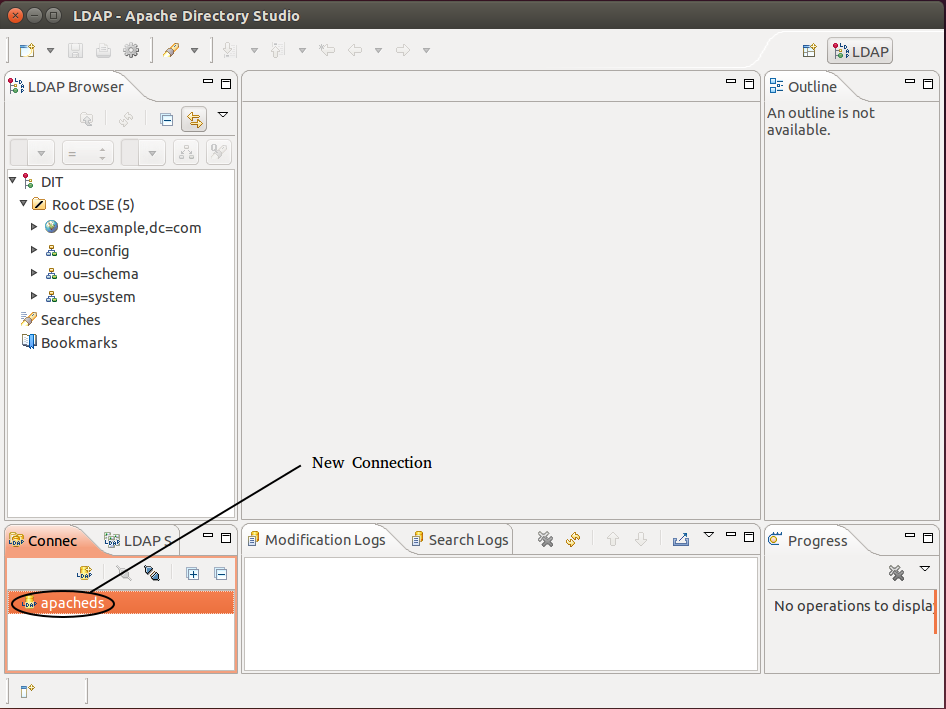 LDAP - Apache Directory Studio
LDAP
LDAP Browser
=
DIT
Root DSE (5)
dc=example,dc=com
ou=config
ou=schema
ou=system
Searches
Bookmarks
Outline
An outline is not
available.
New Connection
Connec
LDAP S
LDAP
apacheds
Modification Logs
Search Logs
Progress
No operations to displa